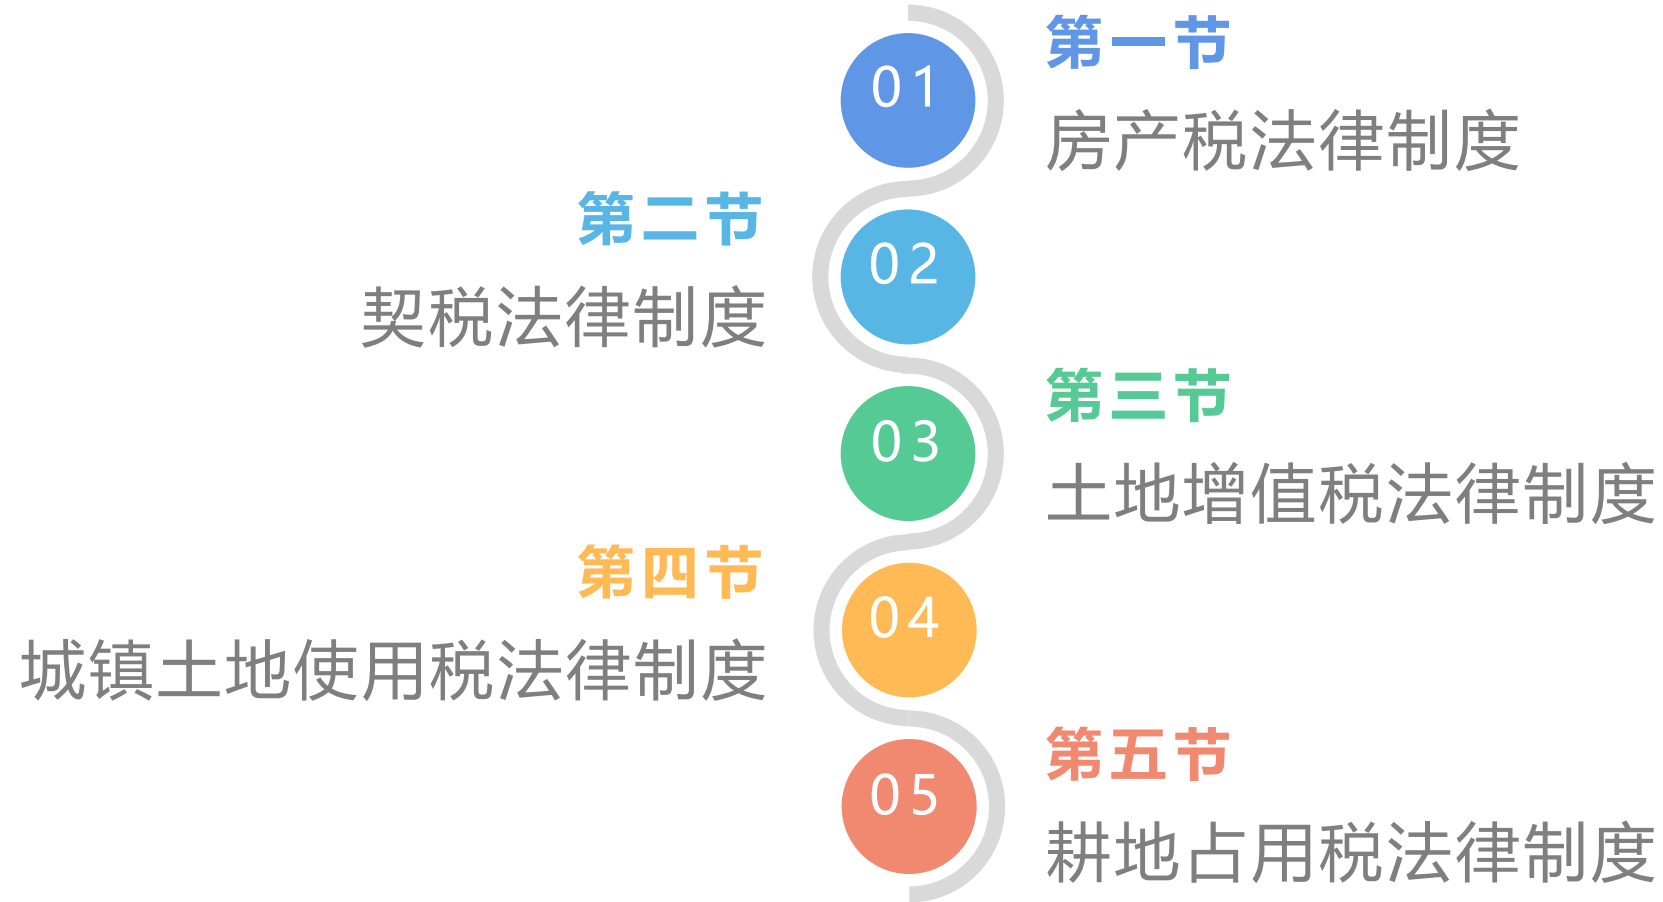 01
第一节
房产税法律制度
第二节
02
契税法律制度
第三节
03
土地增值税法律制度
第四节
04
城镇土地使用税法律制度
第五节
05
耕地占用税法律制度